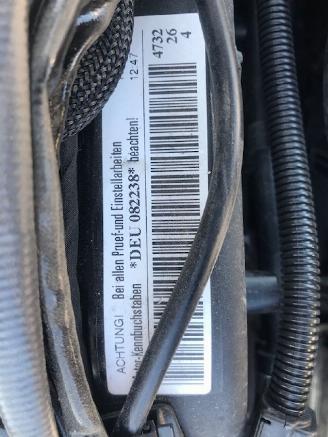 ACHTUNG!
Bei allen Pruef-und Einstellarbeiten
*DEU 082238* beachten!
-Kennbuchstaben
12:47
4732
26
4